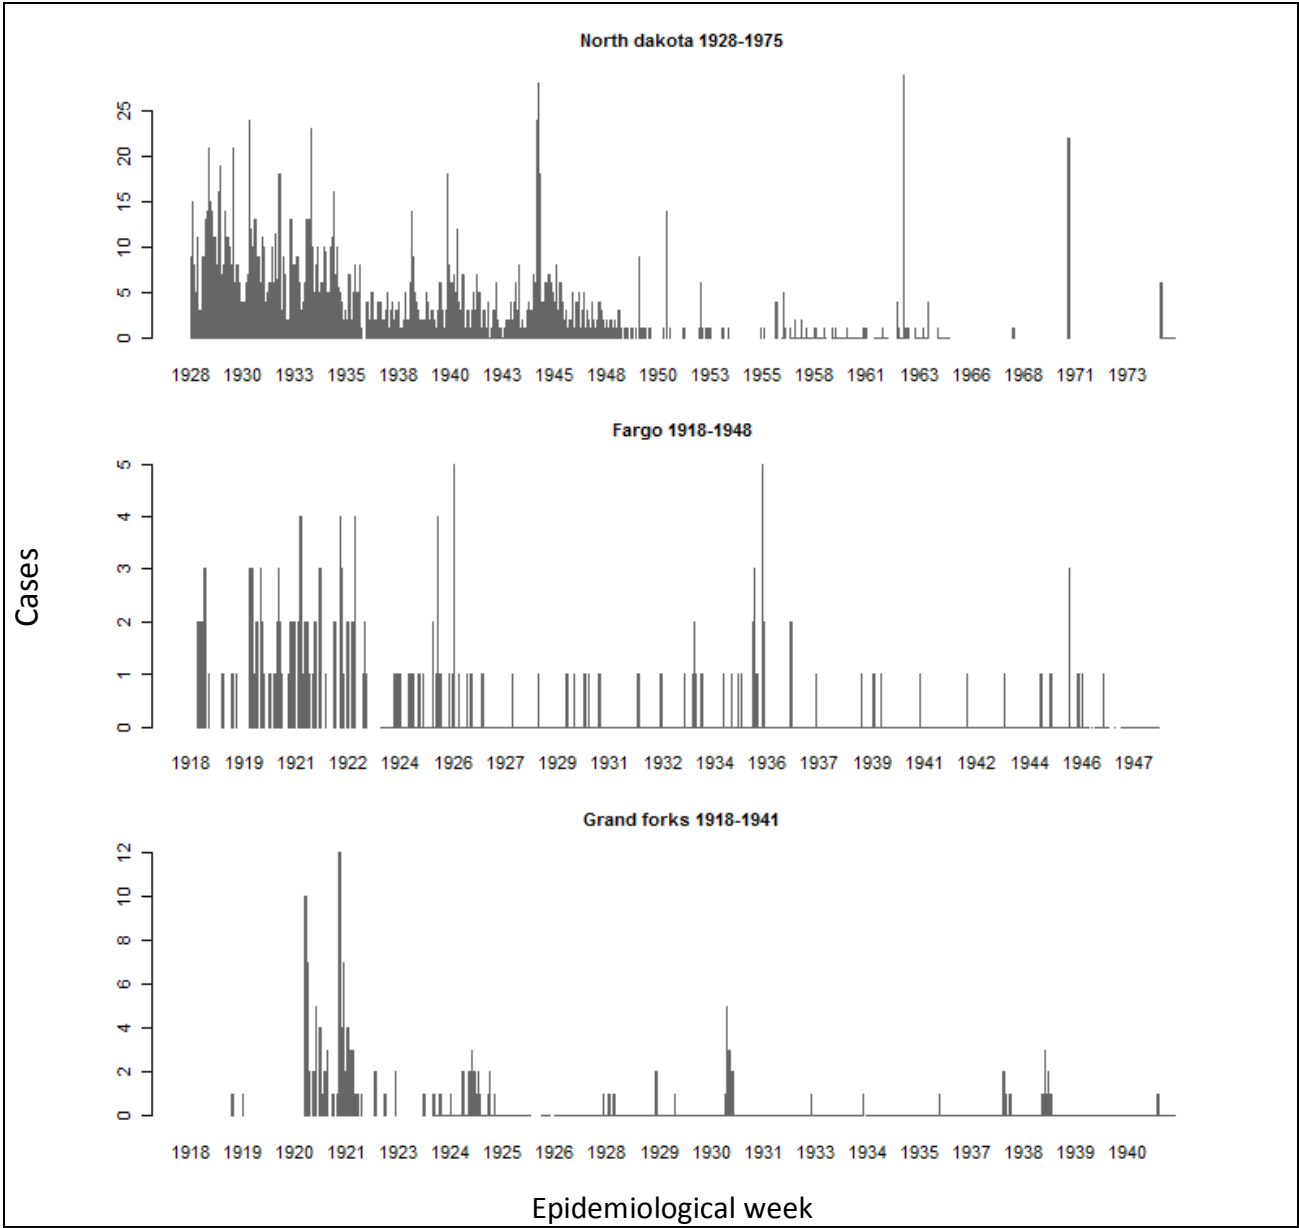 North dakota 1928-1975
25
20
15
10
5
0
1928 1930 1933 1935 1938 1940 1943 1945 1948 1950 1953 1955 1958 1961 1963 1966 1968 1971 1973
Fargo 1918-1948
5
4
3
2
1
0
1918 1919 1921 1922 1924 1926 1927 1929 1931 1932 1934 1936 1937 1939 1941 1942 1944 1946 1947
Cases
Grand forks 1918-1941
12
10
8
6
4
2
0
1918 1919 1920 1921 1923 1924 1925 1926 1928 1929 1930 1931 1933 1934 1935 1937 1938 1939 1940
Epidemiological week